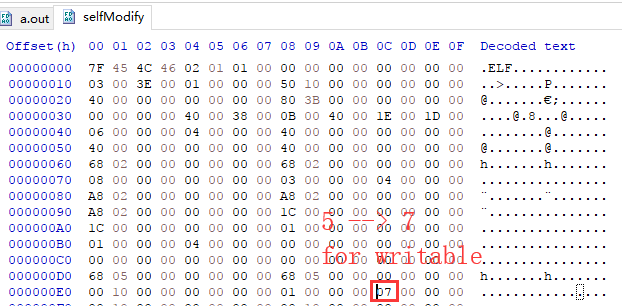 a.out selfModify
Offset(h) 00 01 02 03 04 05 06 07 08 09 0A 0B 0C 0D 0E 0F Decoded text
00000000 7F 45 4C 46 02 01 01 00 00 00 00 00 00 00 00 00 .ELF............
00000010 03 00 3E 00 01 00 00 00 50 10 00 00 00 00 00 00 ..>.....P.......
00000020 40 00 00 00 00 00 00 00 80 3B 00 00 00 00 00 00 @.......€;......
00000030 00 00 00 00 40 00 38 00 0B 00 40 00 1E 00 1D 00 ....@.8...@.....
00000040 06 00 00 00 04 00 00 00 40 00 00 00 00 00 00 00 ........@.......
00000050 40 00 00 00 00 00 00 00 40 00 00 00 00 00 00 00 @.......@.......
00000060 68 02 00 00 00 00 00 00 68 02 00 00 00 00 00 00 h.......h.......
00000070 08 00 00 00 00 00 00 00 03 00 00 00 04 00 00 00 ................
00000080 A8 02 00 00 00 00 00 00 A8 02 00 00 00 00 00 00 ¨.......¨.......
00000090 A8 02 00 00 00 00 00 00 1C 00 00 00 00 00 00 00 ¨...............
000000A0 1C 00 00 00 00 00 00 00 01 00 00 00 00 00 00 00 ................
5 --> 7
000000B0 01 00 00 00 04 00 00 00 00 00 00 00 00 00 00 00 ................
000000C0 00 00 00 00 00 00 00 00 00 00 00 00 00 00 00 00 ................
for writable
000000D0 68 05 00 00 00 00 00 00 68 05 00 00 00 00 00 00 h.......h.......
000000E0 00 10 00 00 00 00 00 00 01 00 00 00 07 00 00 00 ................